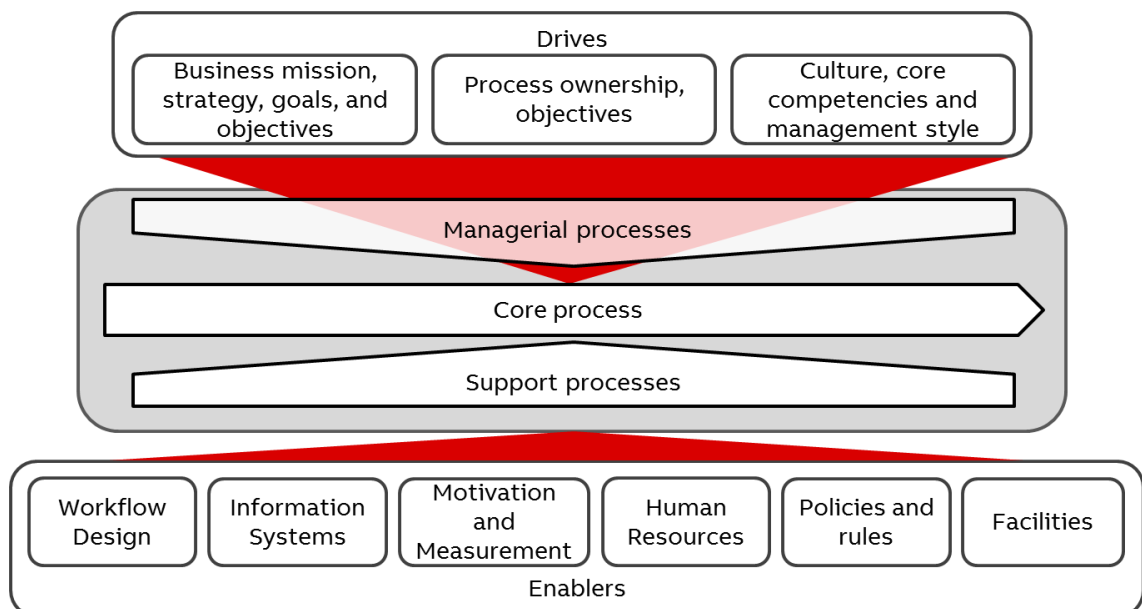 Drives
Business mission,
strategy, goals, and
objectives
Process ownership,
objectives
Culture, core
competencies and
management style
Managerial processes
Core process
Support processes
Workflow
Design
Information
Systems
Motivation
and
Measurement
Human
Resources
Policies and
rules
Facilities
Enablers